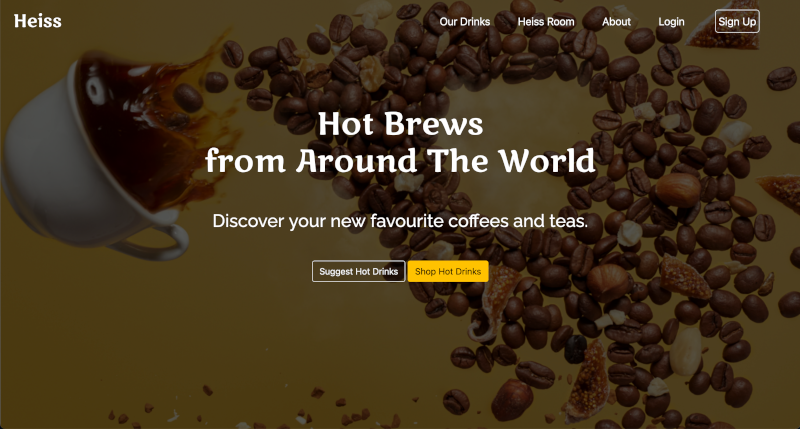 Heiss
Our Drinks
Heiss Room
About
Login
Sign Up
Hot Brews
from Around The World
Discover your new favourite coffees and teas.
Suggest Hot Drinks
Shop Hot Drinks